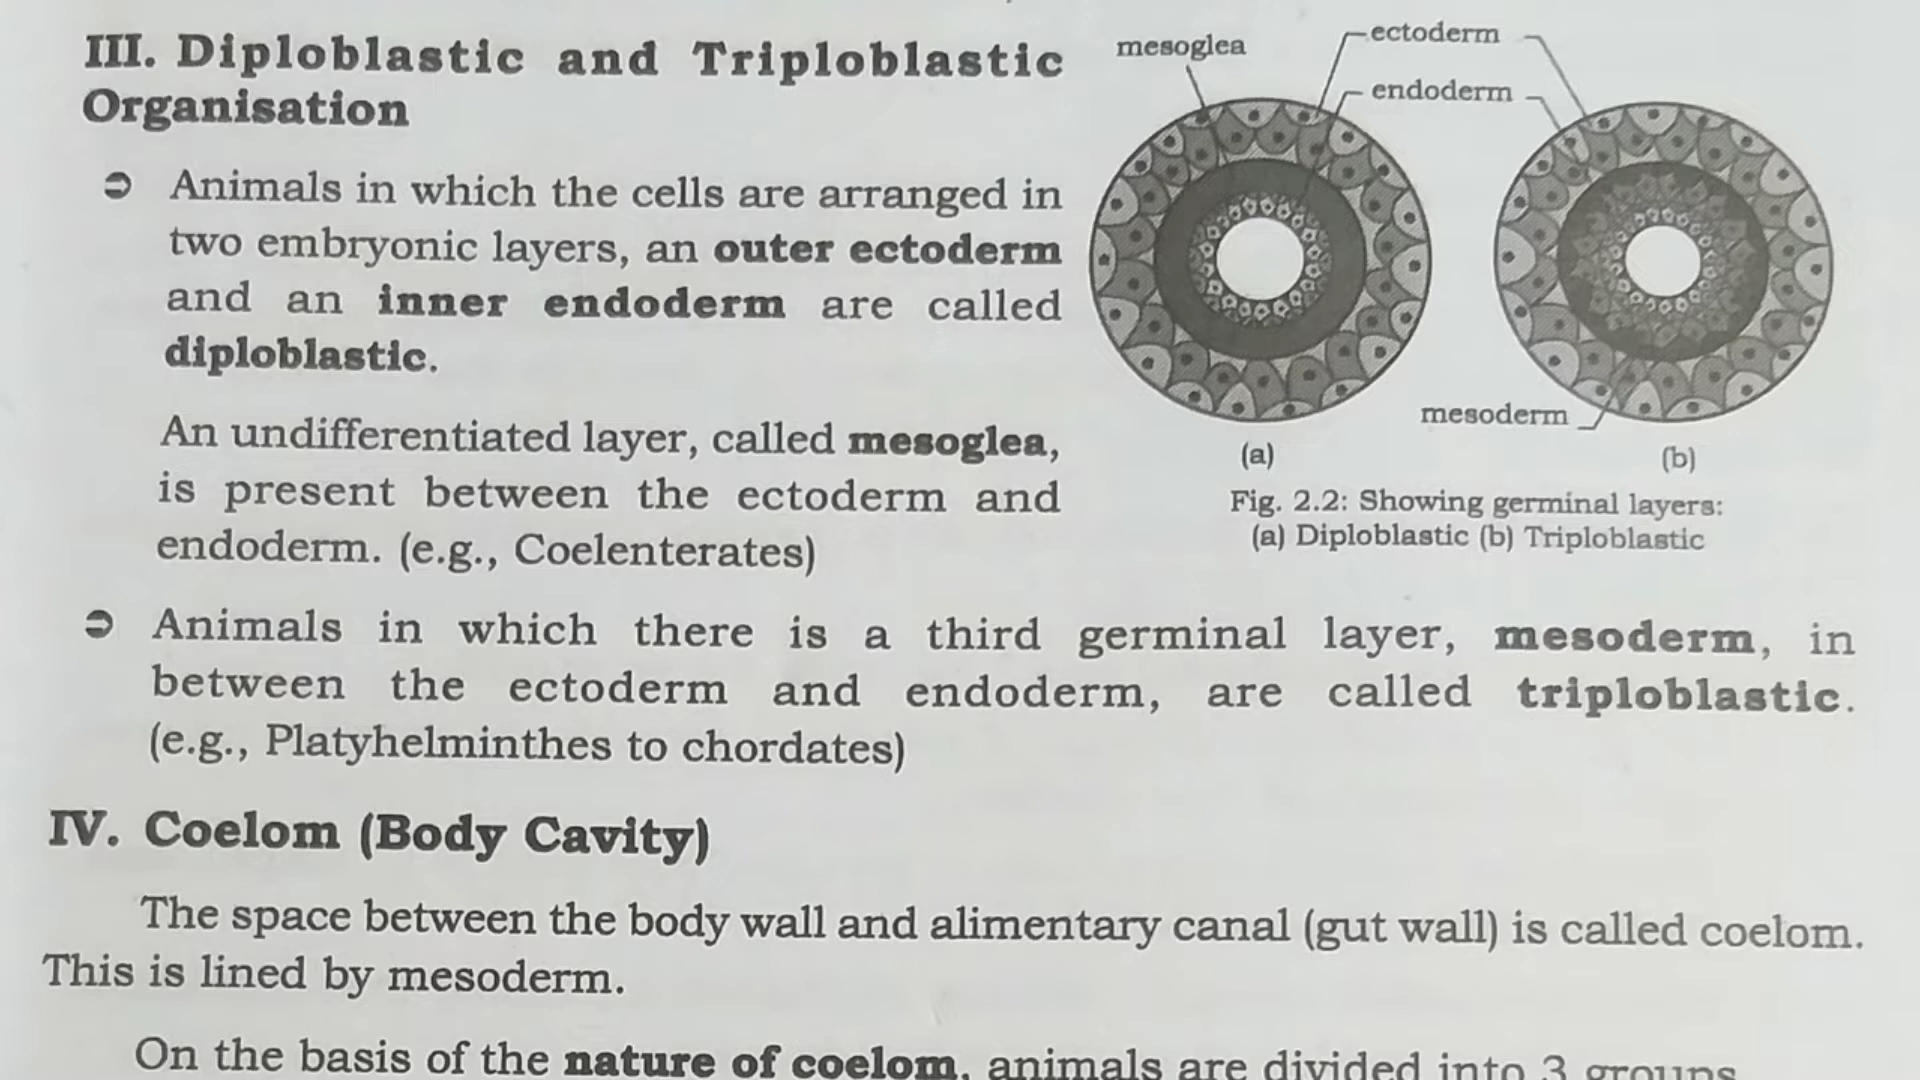 III. Diploblastic and Triploblastic
Organisation
➲ Animals in which the cells are arranged in
two embryonic layers, an outer ectoderm
and an inner endoderm are called
diploblastic.
An undifferentiated layer, called mesoglea,
is present between the ectoderm and
endoderm. (e.g., Coelenterates)
mesoglea
ectoderm
endoderm
mesoderm
(a)
(b)
Fig. 2.2: Showing germinal layers:
(a) Diploblastic (b) Triploblastic
➲ Animals in which there is a third germinal layer, mesoderm, in
between the ectoderm and endoderm, are called triploblastic.
(e.g., Platyhelminthes to chordates)
IV. Coelom (Body Cavity)
The space between the body wall and alimentary canal (gut wall) is called coelom.
This is lined by mesoderm.
On the basis of the nature of coelom, animals are divided into 3 groups